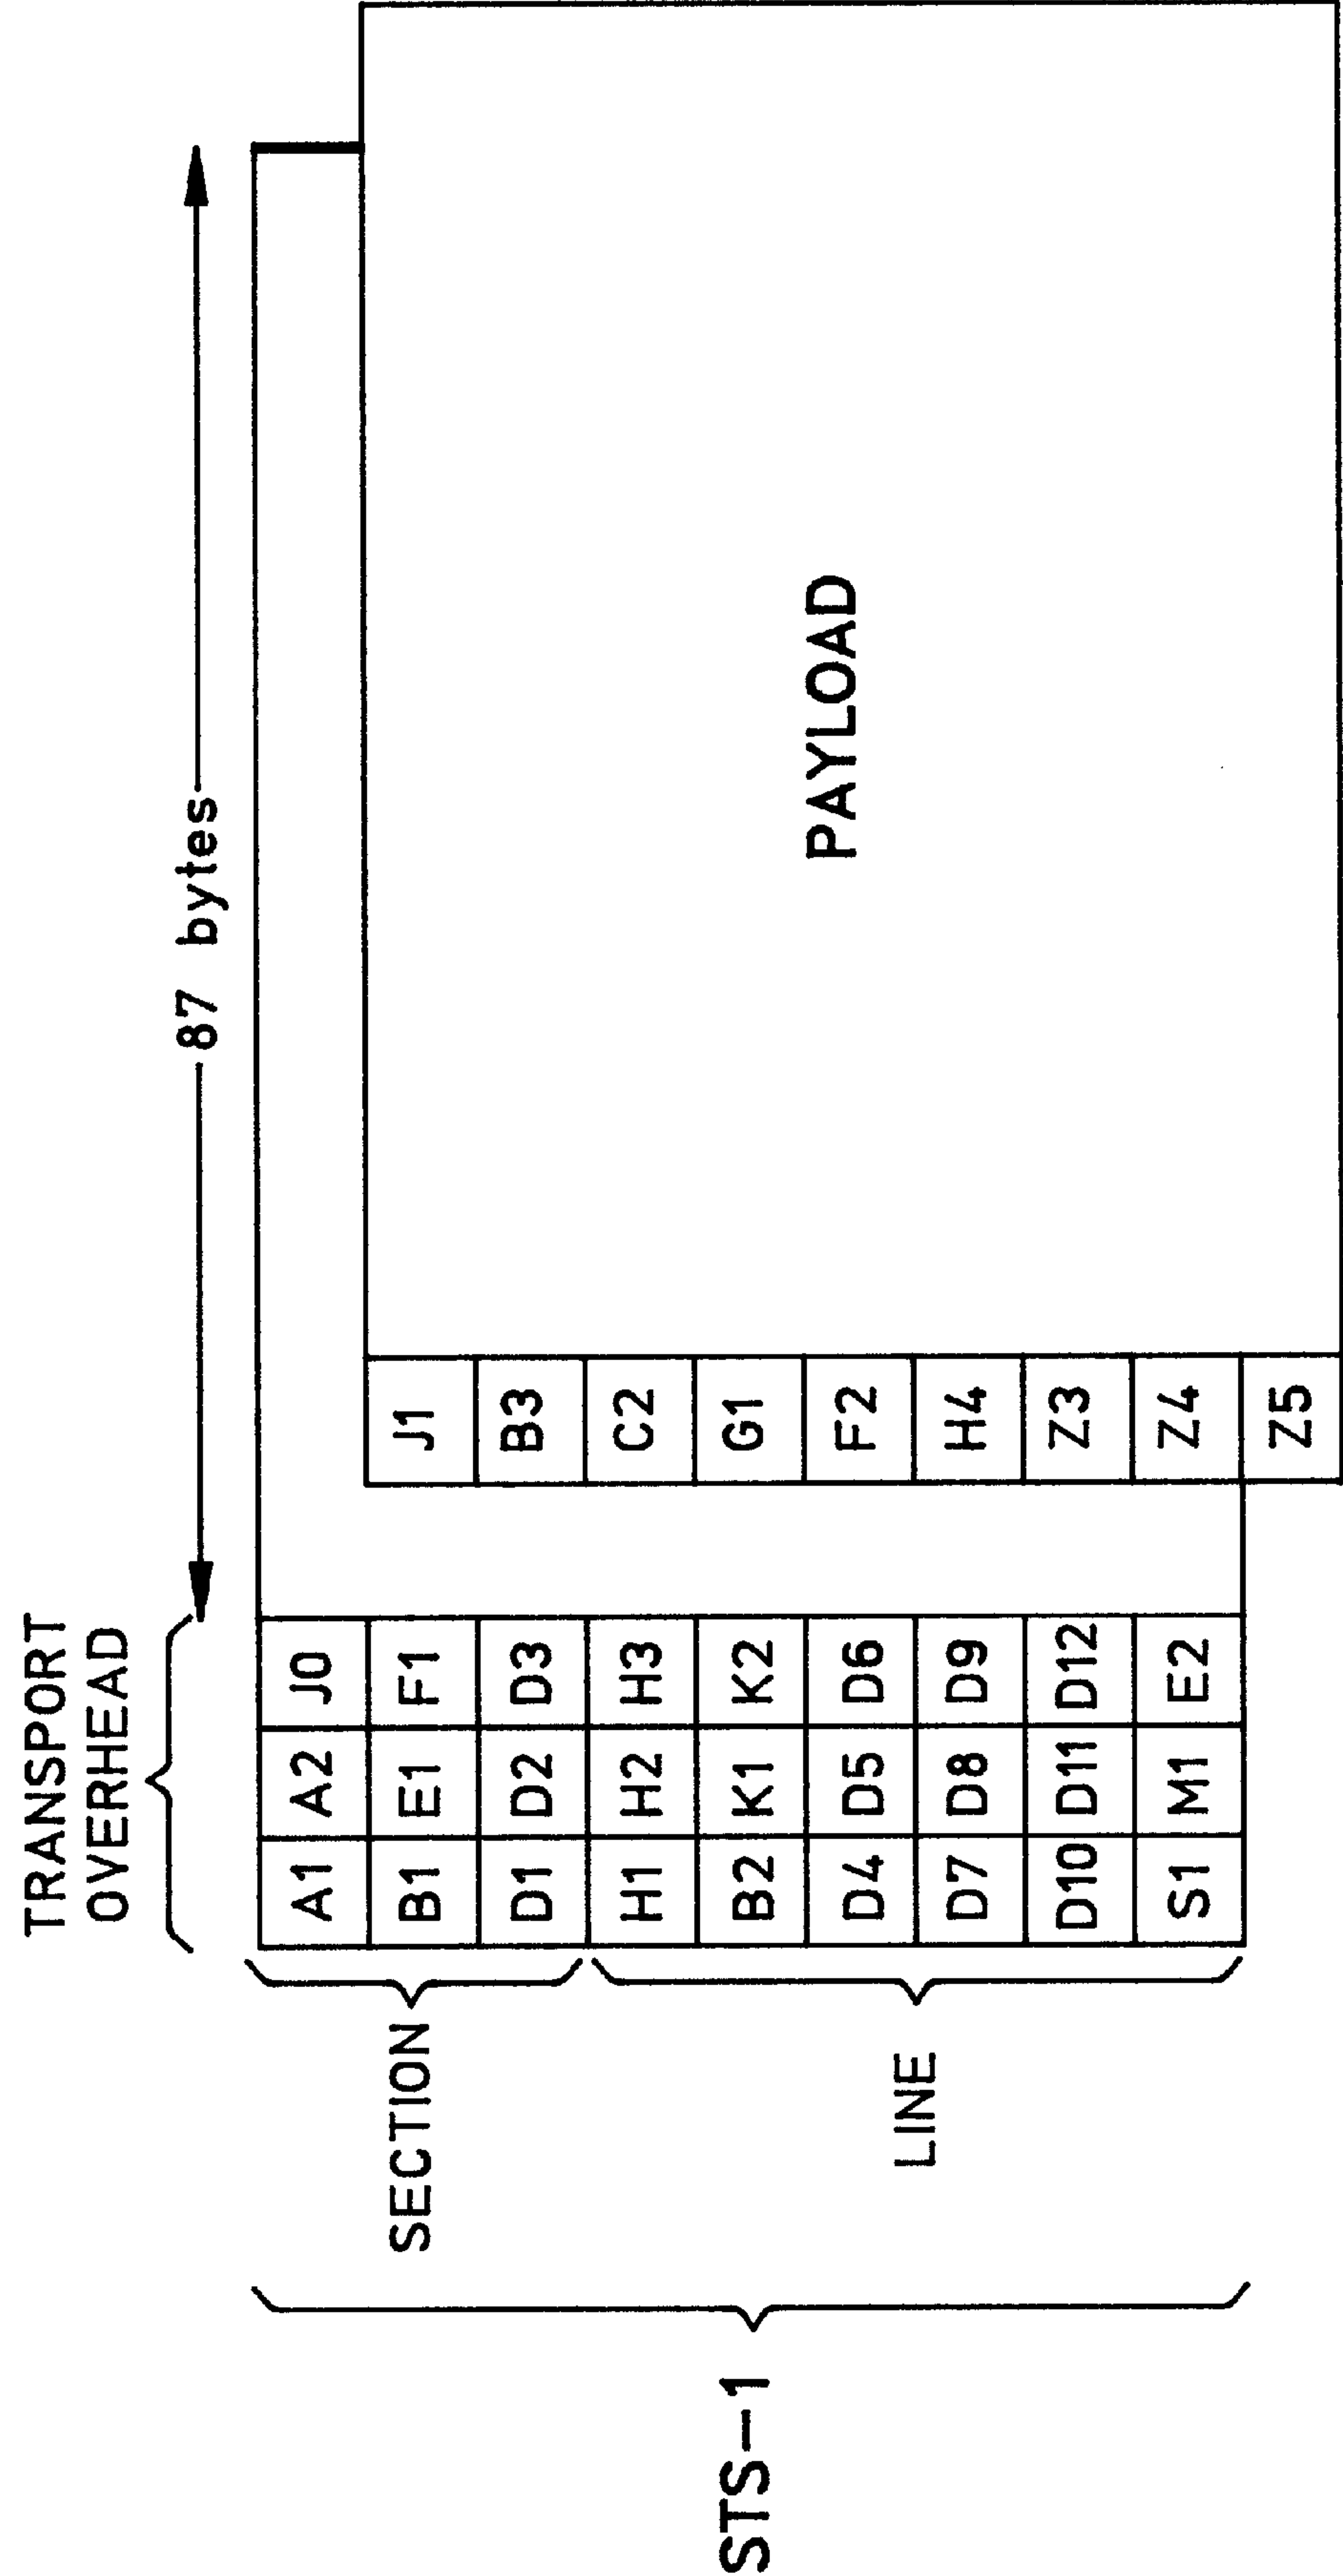 TRANSPORT
OVERHEAD
87 bytes
STS-1
SECTION
LINE
A1 A2 J0
B1 E1 F1
D1 D2 D3
H1 H2 H3
B2 K1 K2
D4 D5 D6
D7 D8 D9
D10 D11 D12
S1 M1 E2
J1
B3
C2
G1
F2
H4
Z3
Z4
Z5
PAYLOAD